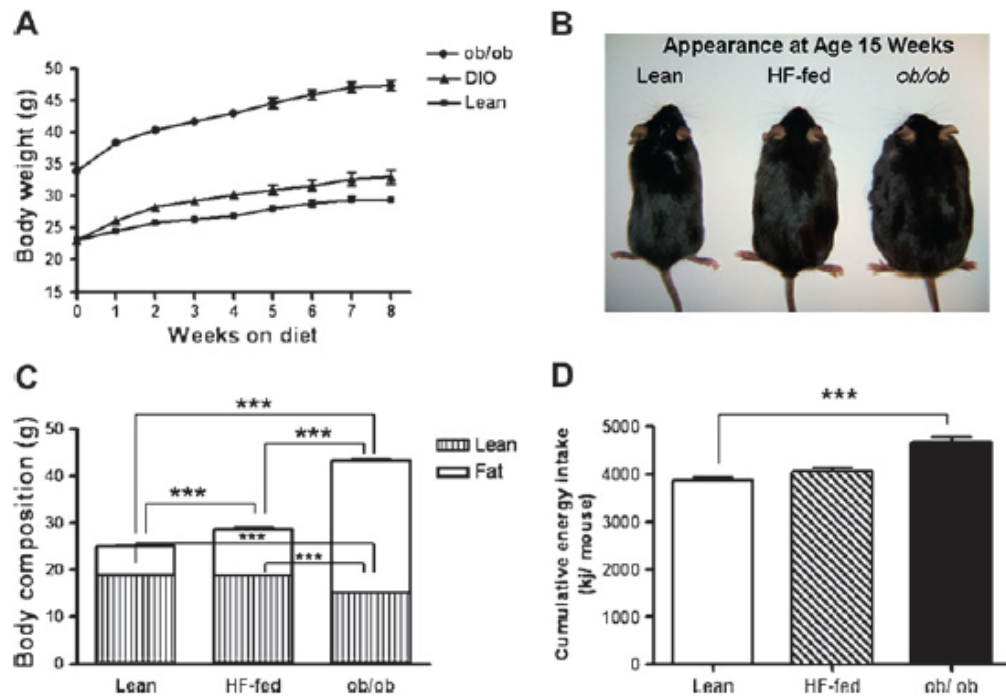 A
ob/ob
DIO
Lean
Body weight (g)
50
45
40
35
30
25
20
15
0 1 2 3 4 5 6 7 8
Weeks on diet
B
Appearance at Age 15 Weeks
Lean HF-fed ob/ob
C
Body composition (g)
50
40
30
20
10
0
***
***
***
***
***
Lean
Fat
Lean HF-fed ob/ob
D
Cumulative energy intake
(kj/ mouse)
5000
4000
3000
2000
1000
0
***
Lean HF-fed ob/ ob